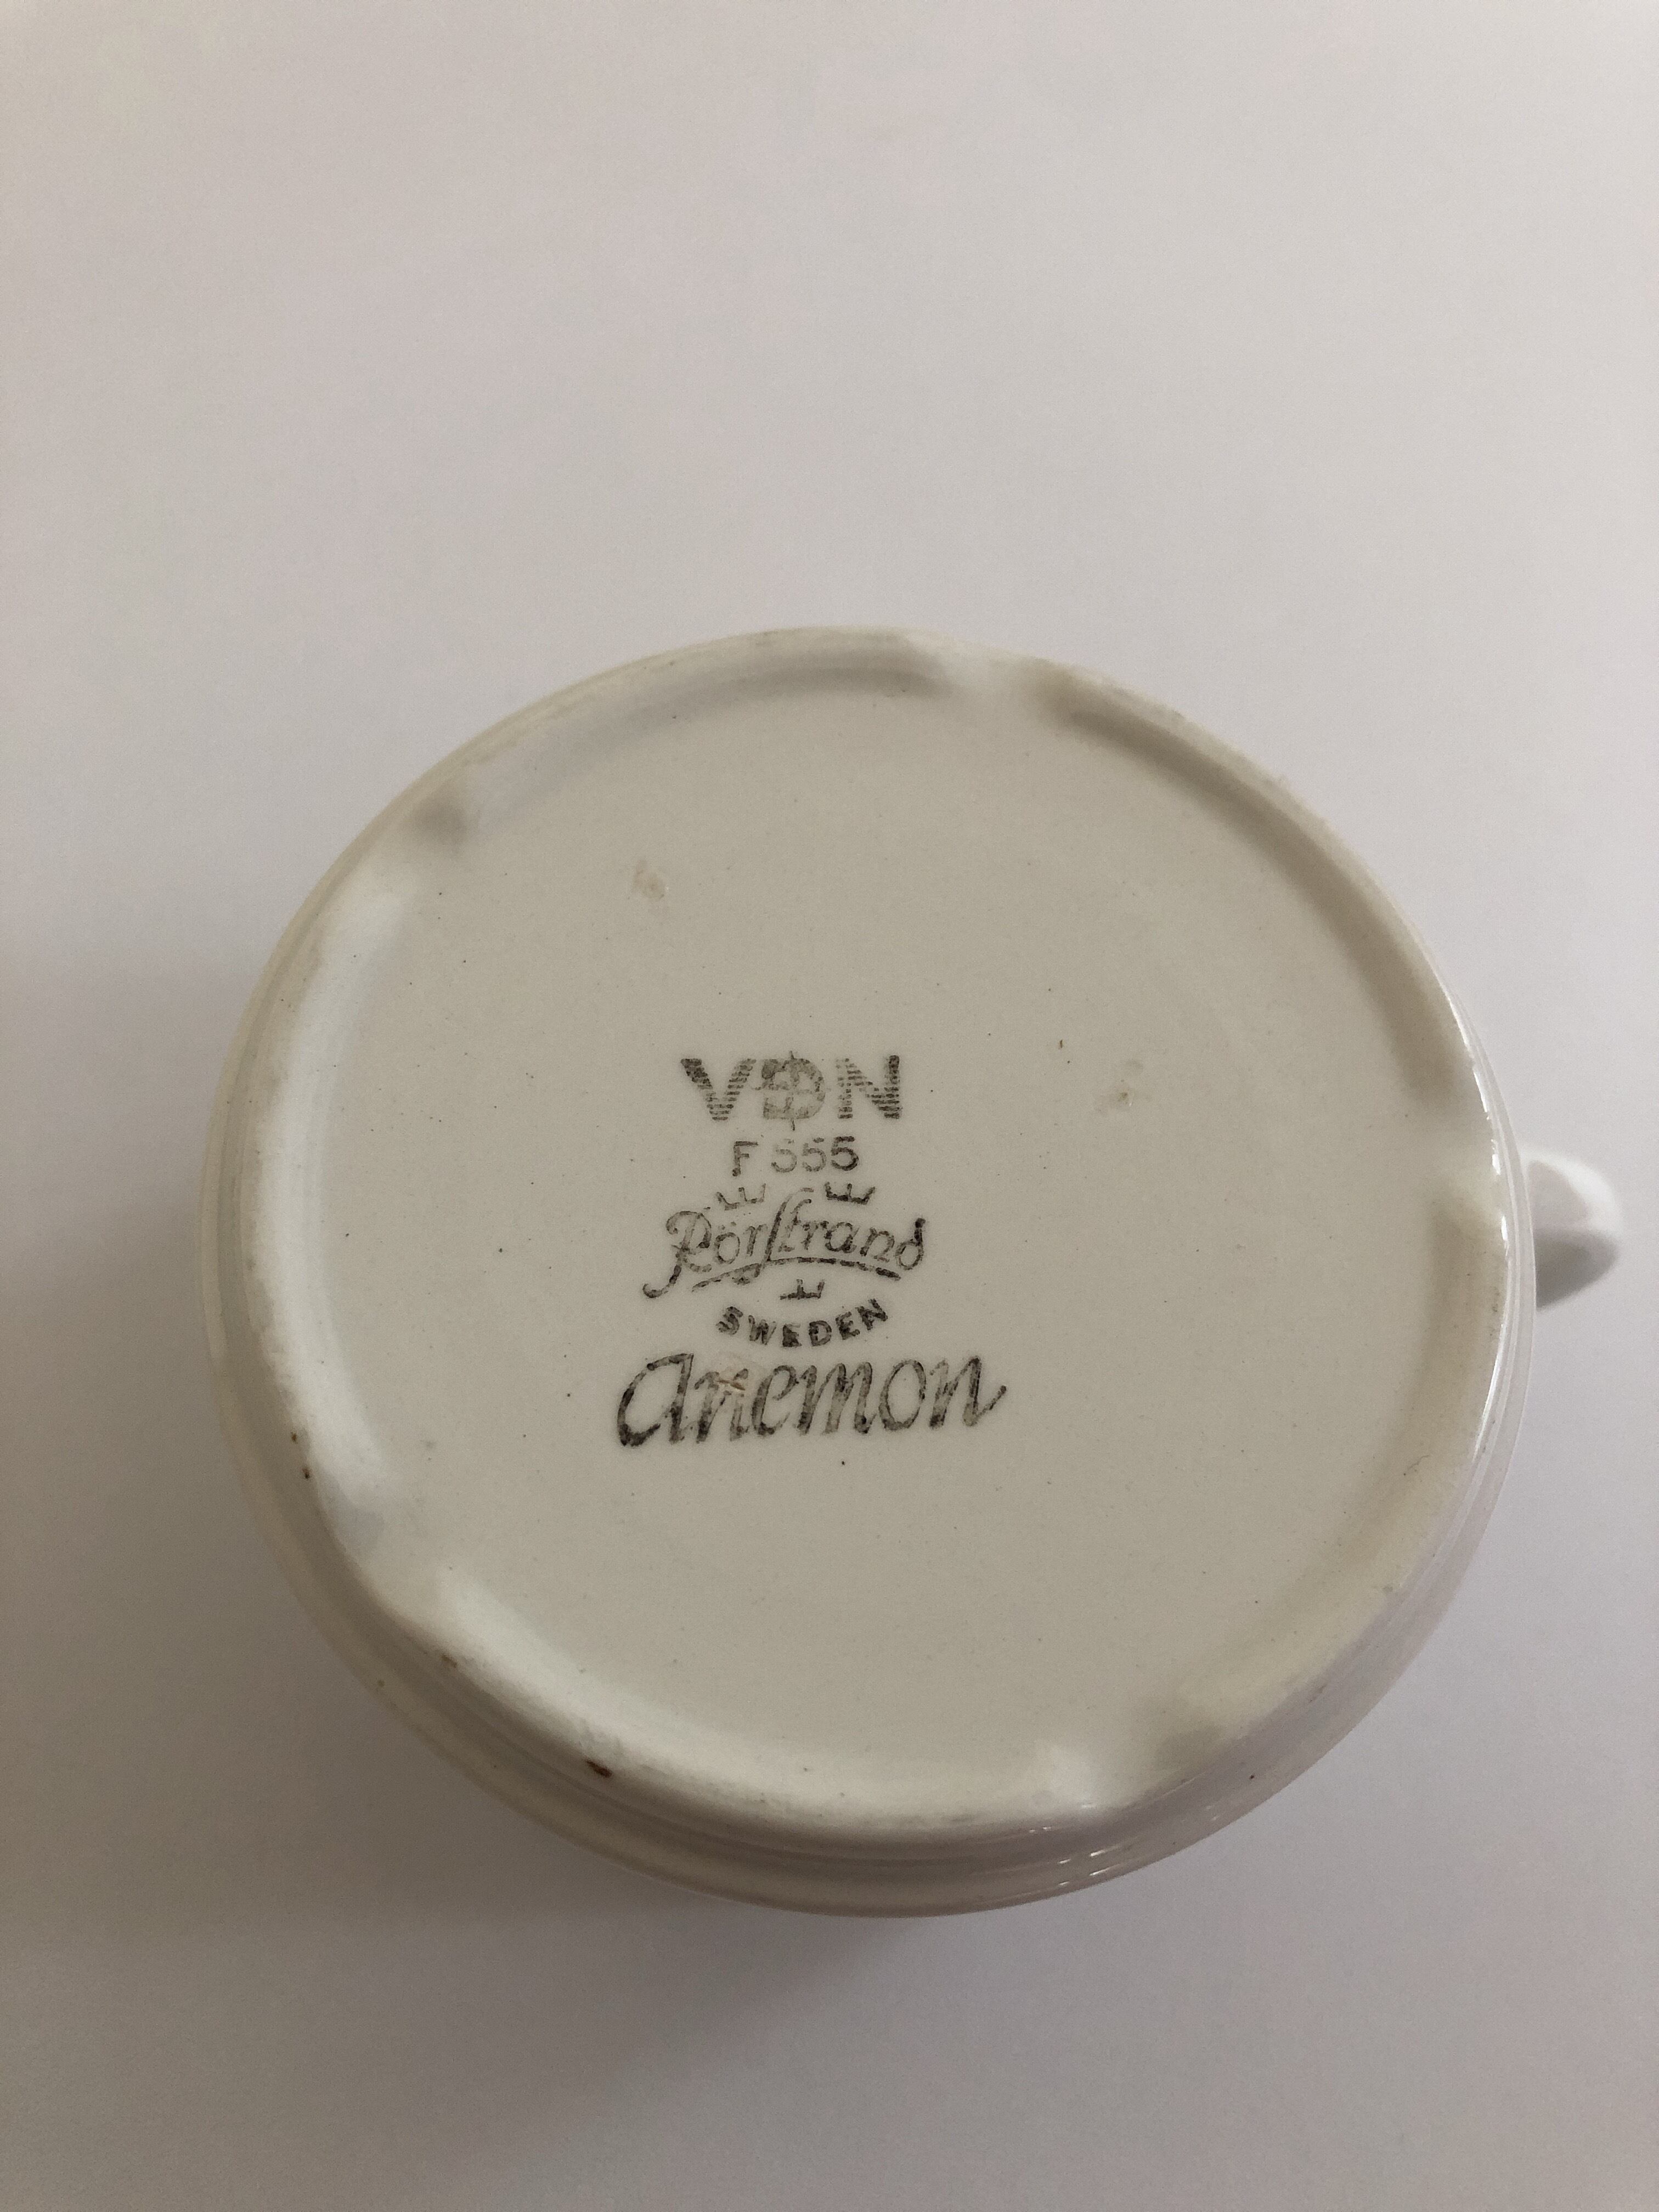 VDN
F 555
Rörstrand
SWEDEN
Anemon